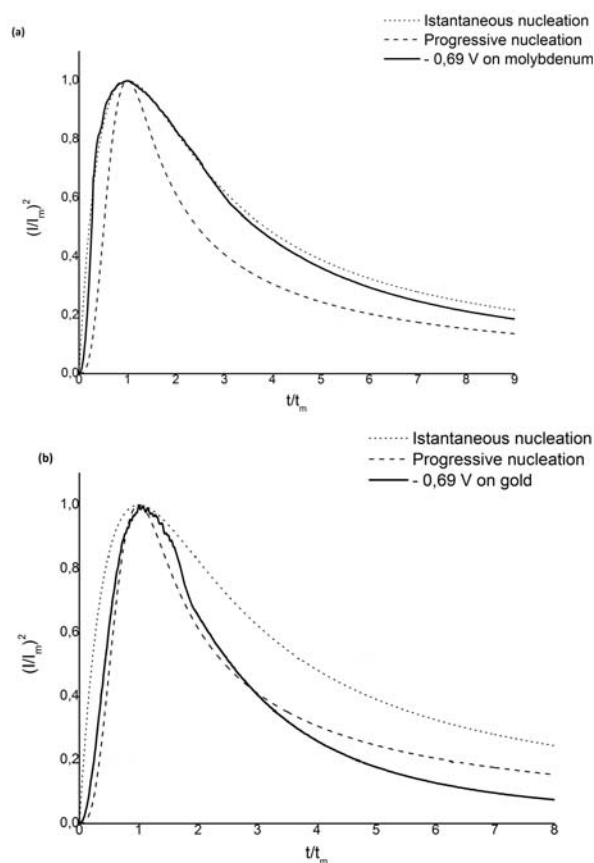 (a)
Istantaneous nucleation
Progressive nucleation
- 0,69 V on molybdenum
1,0
0,8
0,6
0,4
0,2
0,0
(I/I_m)^2
0 1 2 3 4 5 6 7 8 9
t/t_m
(b)
Istantaneous nucleation
Progressive nucleation
- 0,69 V on gold
1,0
0,8
0,6
0,4
0,2
0,0
(I/I_m)^2
0 1 2 3 4 5 6 7 8
t/t_m